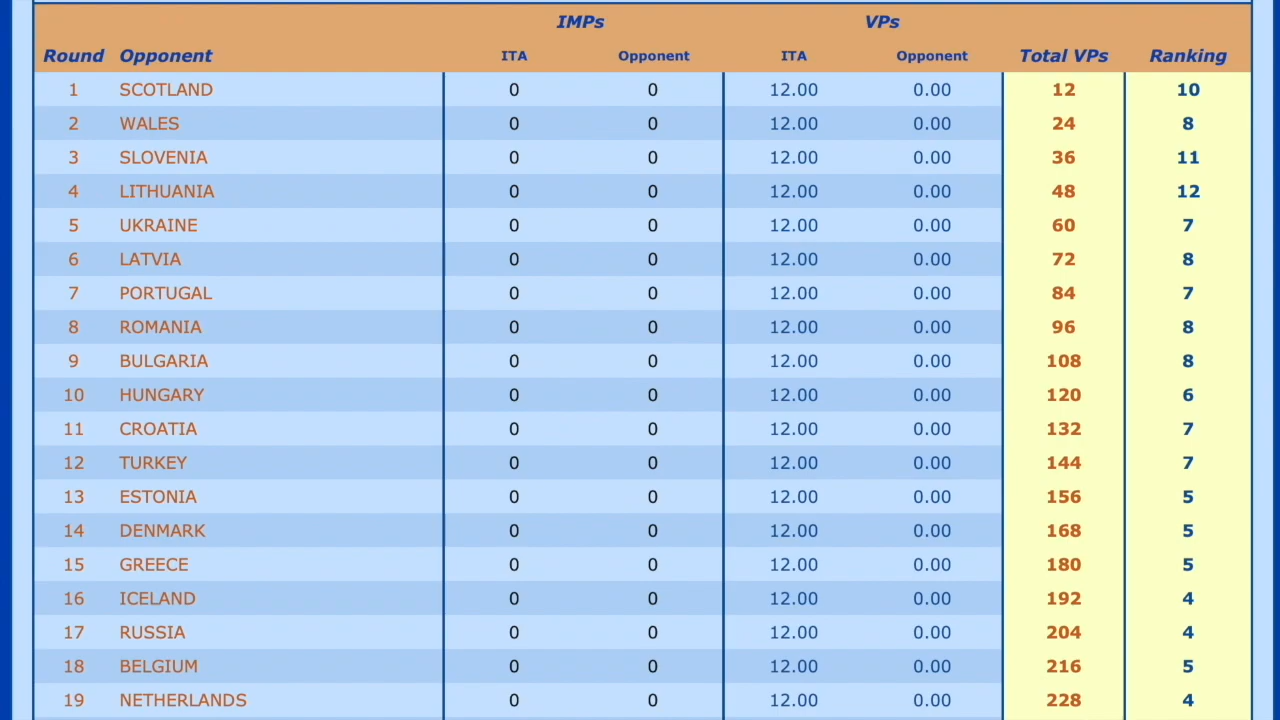 IMPs VPs
Round Opponent ITA Opponent ITA Opponent Total VPs Ranking
1 SCOTLAND 0 0 12.00 0.00 12 10
2 WALES 0 0 12.00 0.00 24 8
3 SLOVENIA 0 0 12.00 0.00 36 11
4 LITHUANIA 0 0 12.00 0.00 48 12
5 UKRAINE 0 0 12.00 0.00 60 7
6 LATVIA 0 0 12.00 0.00 72 8
7 PORTUGAL 0 0 12.00 0.00 84 7
8 ROMANIA 0 0 12.00 0.00 96 8
9 BULGARIA 0 0 12.00 0.00 108 8
10 HUNGARY 0 0 12.00 0.00 120 6
11 CROATIA 0 0 12.00 0.00 132 7
12 TURKEY 0 0 12.00 0.00 144 7
13 ESTONIA 0 0 12.00 0.00 156 5
14 DENMARK 0 0 12.00 0.00 168 5
15 GREECE 0 0 12.00 0.00 180 5
16 ICELAND 0 0 12.00 0.00 192 4
17 RUSSIA 0 0 12.00 0.00 204 4
18 BELGIUM 0 0 12.00 0.00 216 5
19 NETHERLANDS 0 0 12.00 0.00 228 4